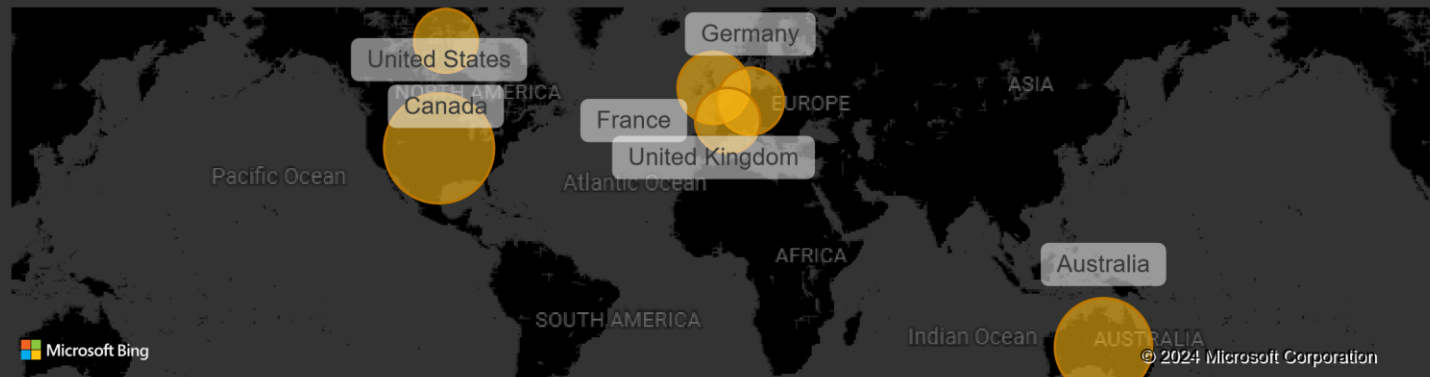 Germany
United States
ASIA
NORTH AMERICA
EUROPE
Canada
France
United Kingdom
Pacific Ocean
Atlantic Ocean
AFRICA
Australia
SOUTH AMERICA
Indian Ocean
AUSTRALIA
Microsoft Bing
© 2024 Microsoft Corporation